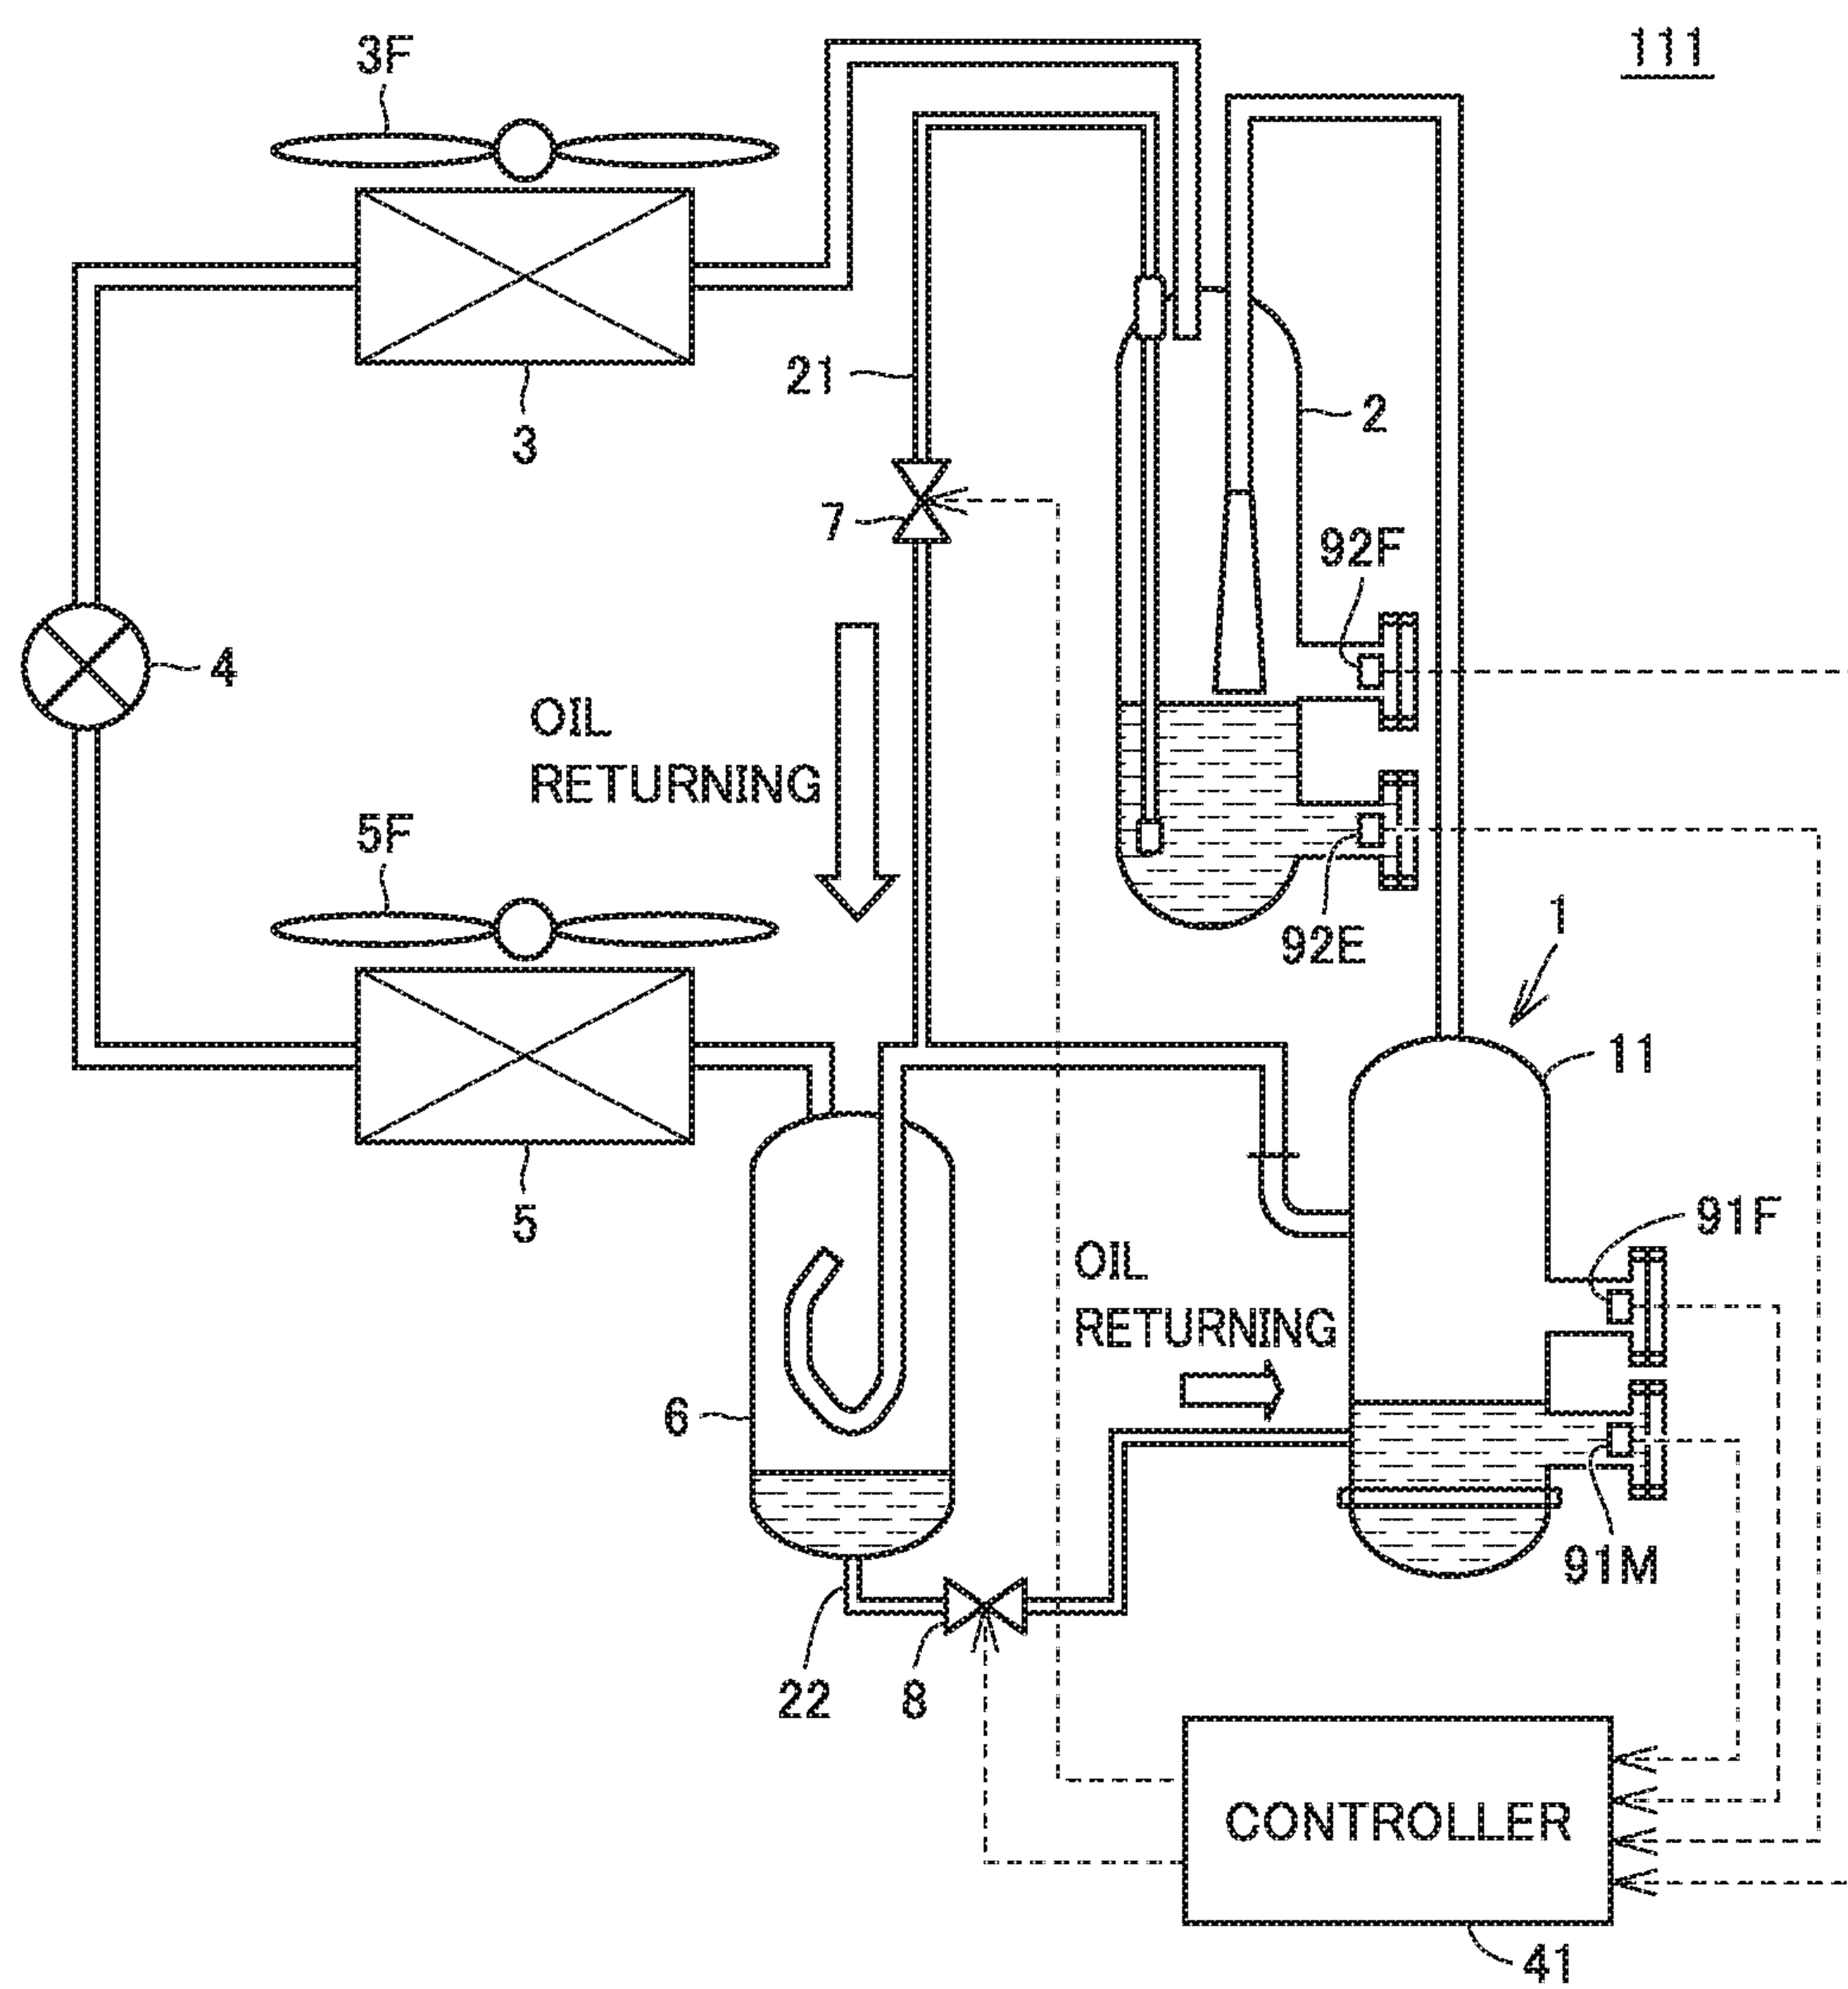 111
3F
3
21
2
7
92F
4
OIL
RETURNING
5F
92E
1
11
5
91F
OIL
RETURNING
6
91M
22
8
CONTROLLER
41